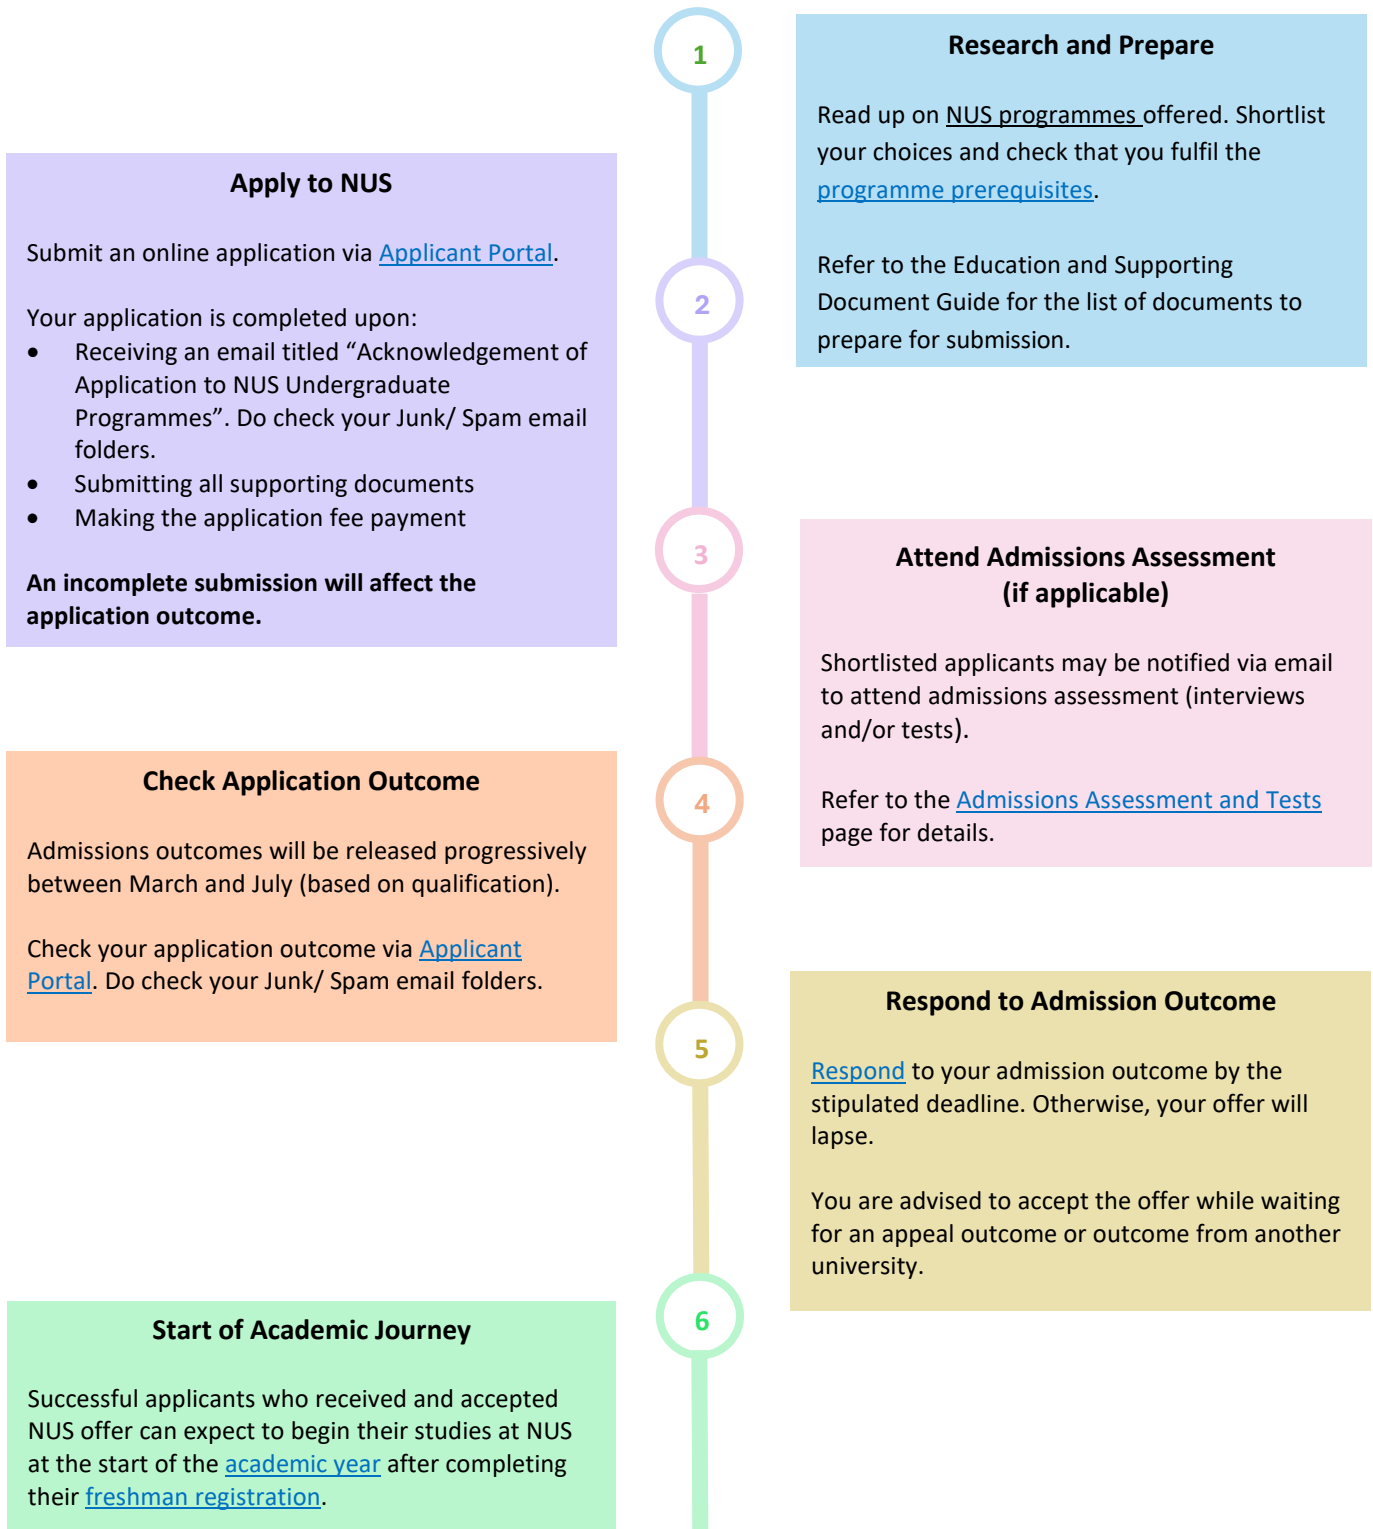 1
Research and Prepare
Read up on NUS programmes offered. Shortlist
your choices and check that you fulfil the
programme prerequisites.
Refer to the Education and Supporting
Document Guide for the list of documents to
prepare for submission.
2
Apply to NUS
Submit an online application via Applicant Portal.
Your application is completed upon:
• Receiving an email titled “Acknowledgement of
Application to NUS Undergraduate
Programmes”. Do check your Junk/ Spam email
folders.
• Submitting all supporting documents
• Making the application fee payment
An incomplete submission will affect the
application outcome.
3
Attend Admissions Assessment
(if applicable)
Shortlisted applicants may be notified via email
to attend admissions assessment (interviews
and/or tests).
Refer to the Admissions Assessment and Tests
page for details.
4
Check Application Outcome
Admissions outcomes will be released progressively
between March and July (based on qualification).
Check your application outcome via Applicant
Portal. Do check your Junk/ Spam email folders.
5
Respond to Admission Outcome
Respond to your admission outcome by the
stipulated deadline. Otherwise, your offer will
lapse.
You are advised to accept the offer while waiting
for an appeal outcome or outcome from another
university.
6
Start of Academic Journey
Successful applicants who received and accepted
NUS offer can expect to begin their studies at NUS
at the start of the academic year after completing
their freshman registration.